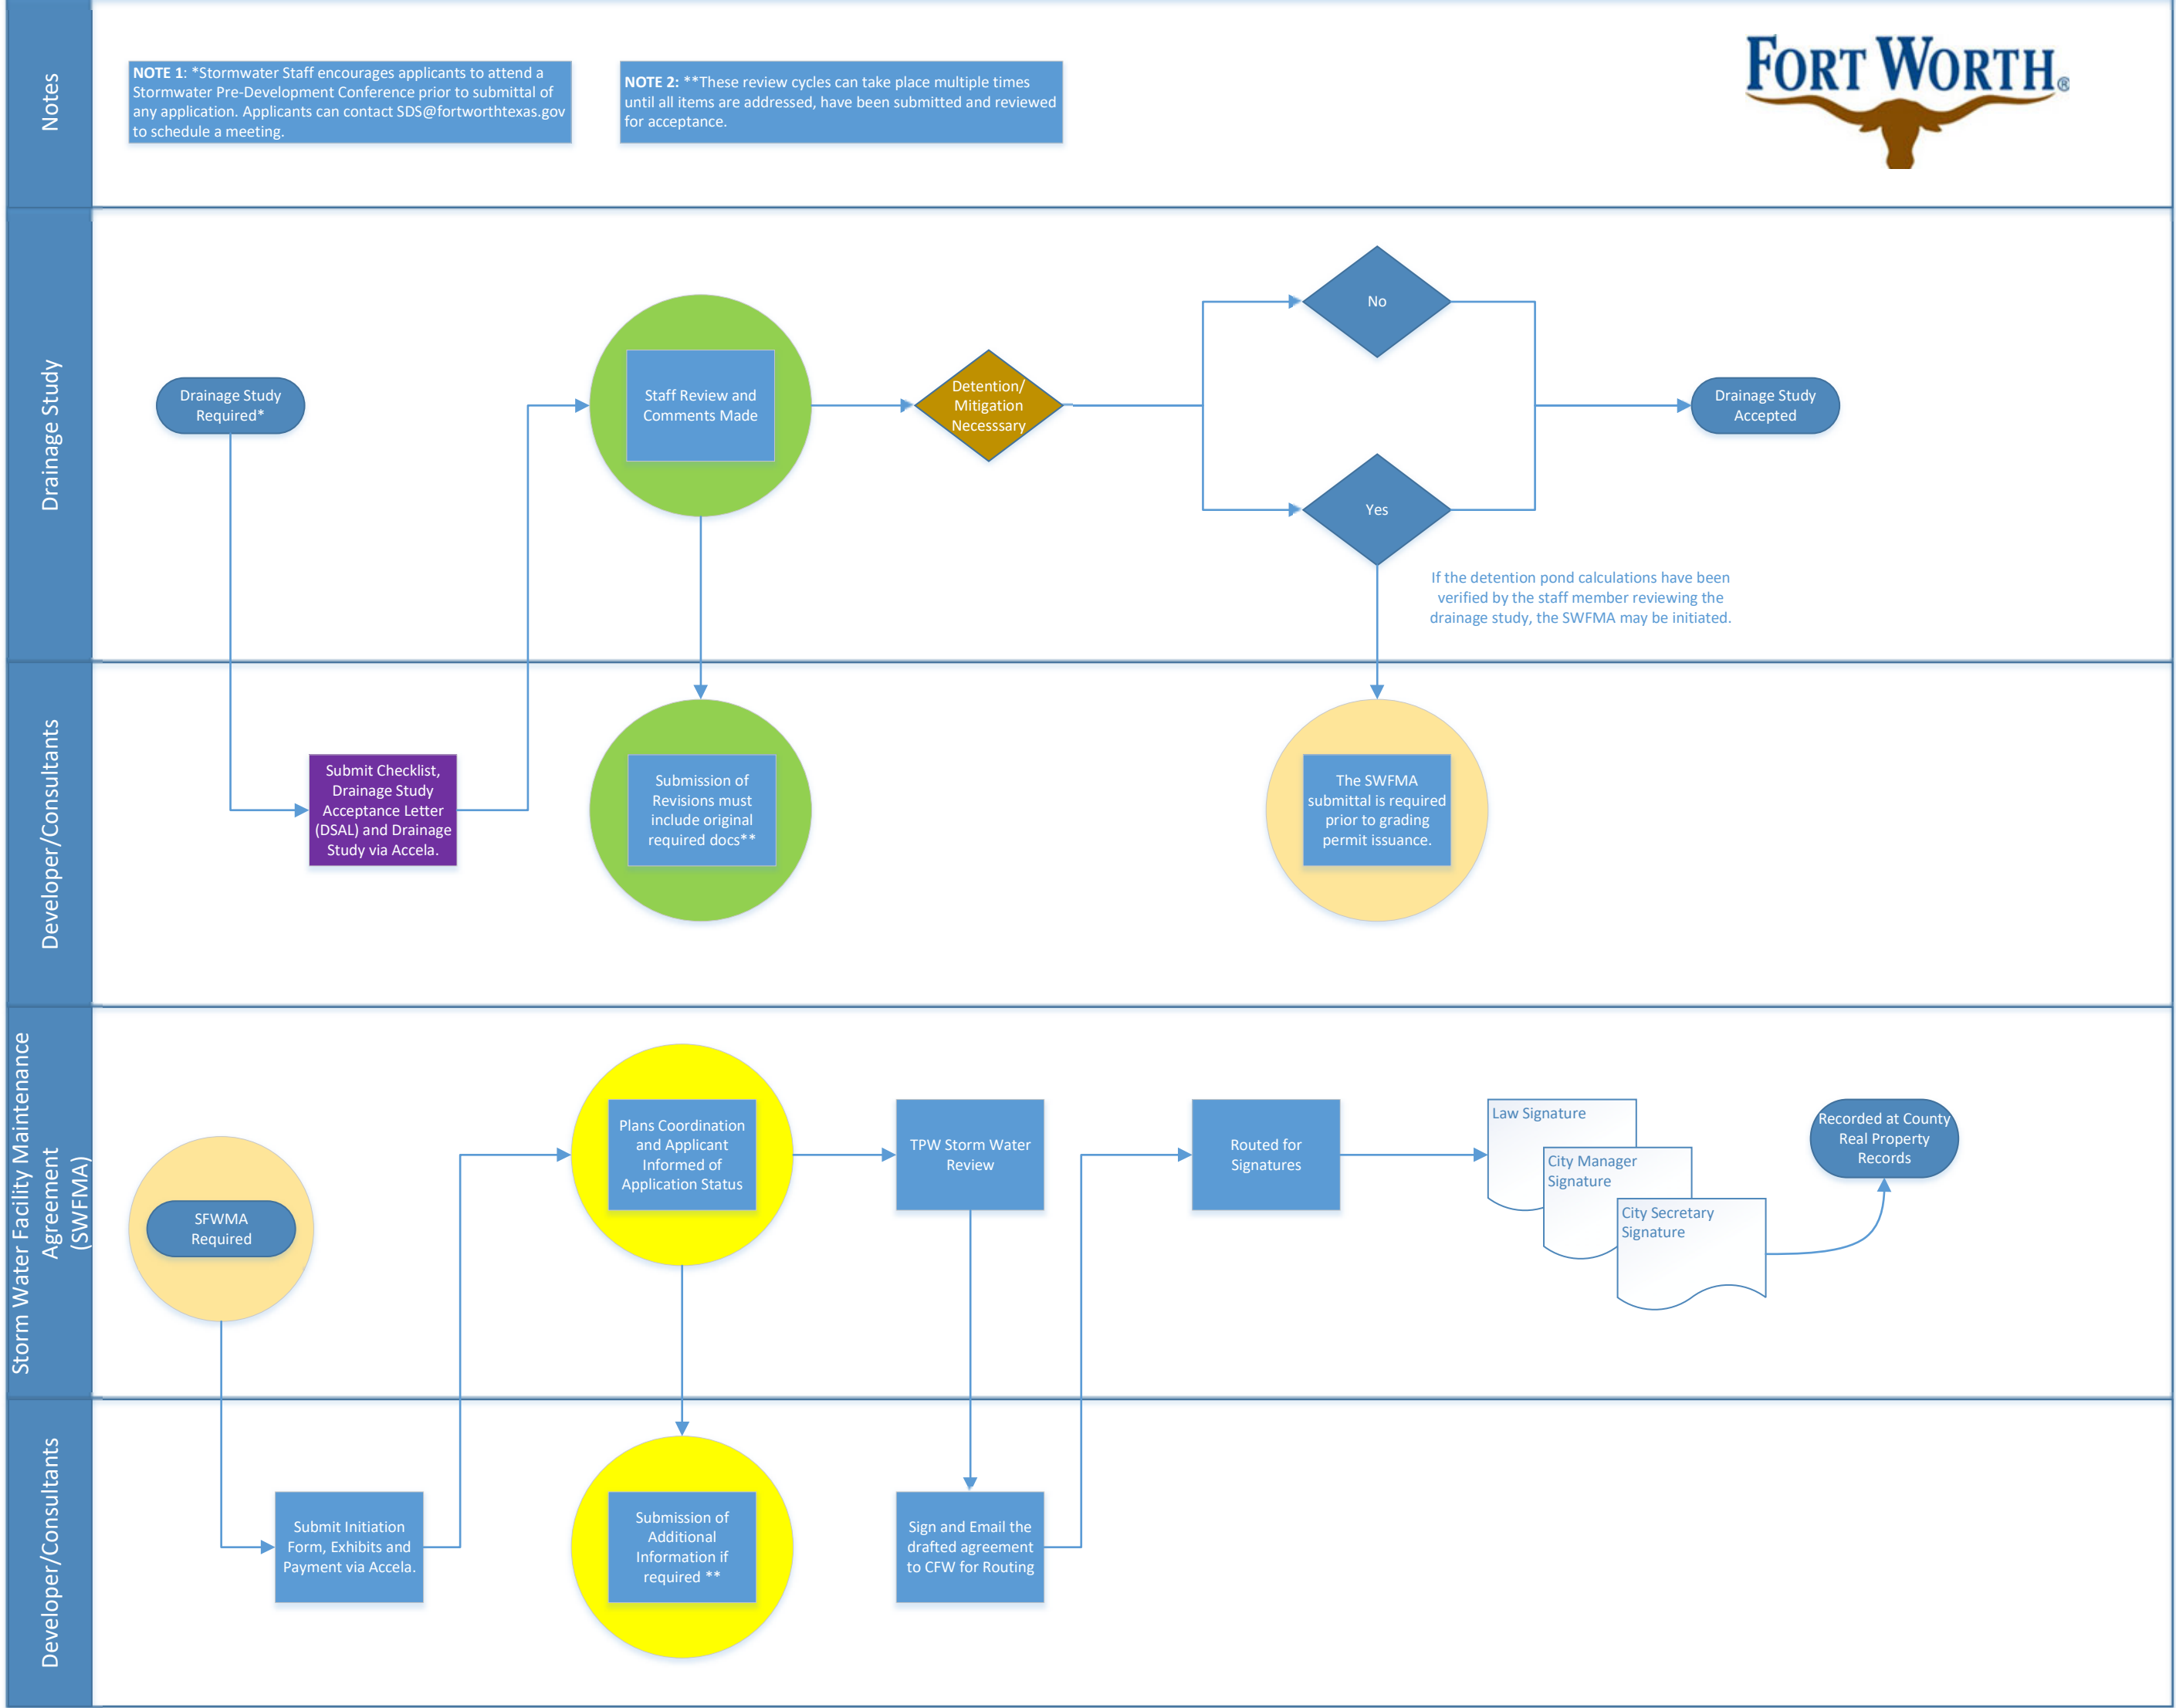 Notes
NOTE 1: *Stormwater Staff encourages applicants to attend a
Stormwater Pre-Development Conference prior to submittal of
any application. Applicants can contact SDS@fortworthtexas.gov
to schedule a meeting.
NOTE 2: **These review cycles can take place multiple times
until all items are addressed, have been submitted and reviewed
for acceptance.
FORT WORTH®
Drainage Study
Drainage Study
Required*
Staff Review and
Comments Made
Detention/
Mitigation
Necesssary
No
Yes
Drainage Study
Accepted
If the detention pond calculations have been
verified by the staff member reviewing the
drainage study, the SWFMA may be initiated.
Developer/Consultants
Submit Checklist,
Drainage Study
Acceptance Letter
(DSAL) and Drainage
Study via Accela.
Submission of
Revisions must
include original
required docs**
The SWFMA
submittal is required
prior to grading
permit issuance.
Storm Water Facility Maintenance
Agreement
(SWFMA)
SFWMA
Required
Plans Coordination
and Applicant
Informed of
Application Status
TPW Storm Water
Review
Routed for
Signatures
Law Signature
City Manager
Signature
City Secretary
Signature
Recorded at County
Real Property
Records
Developer/Consultants
Submit Initiation
Form, Exhibits and
Payment via Accela.
Submission of
Additional
Information if
required **
Sign and Email the
drafted agreement
to CFW for Routing